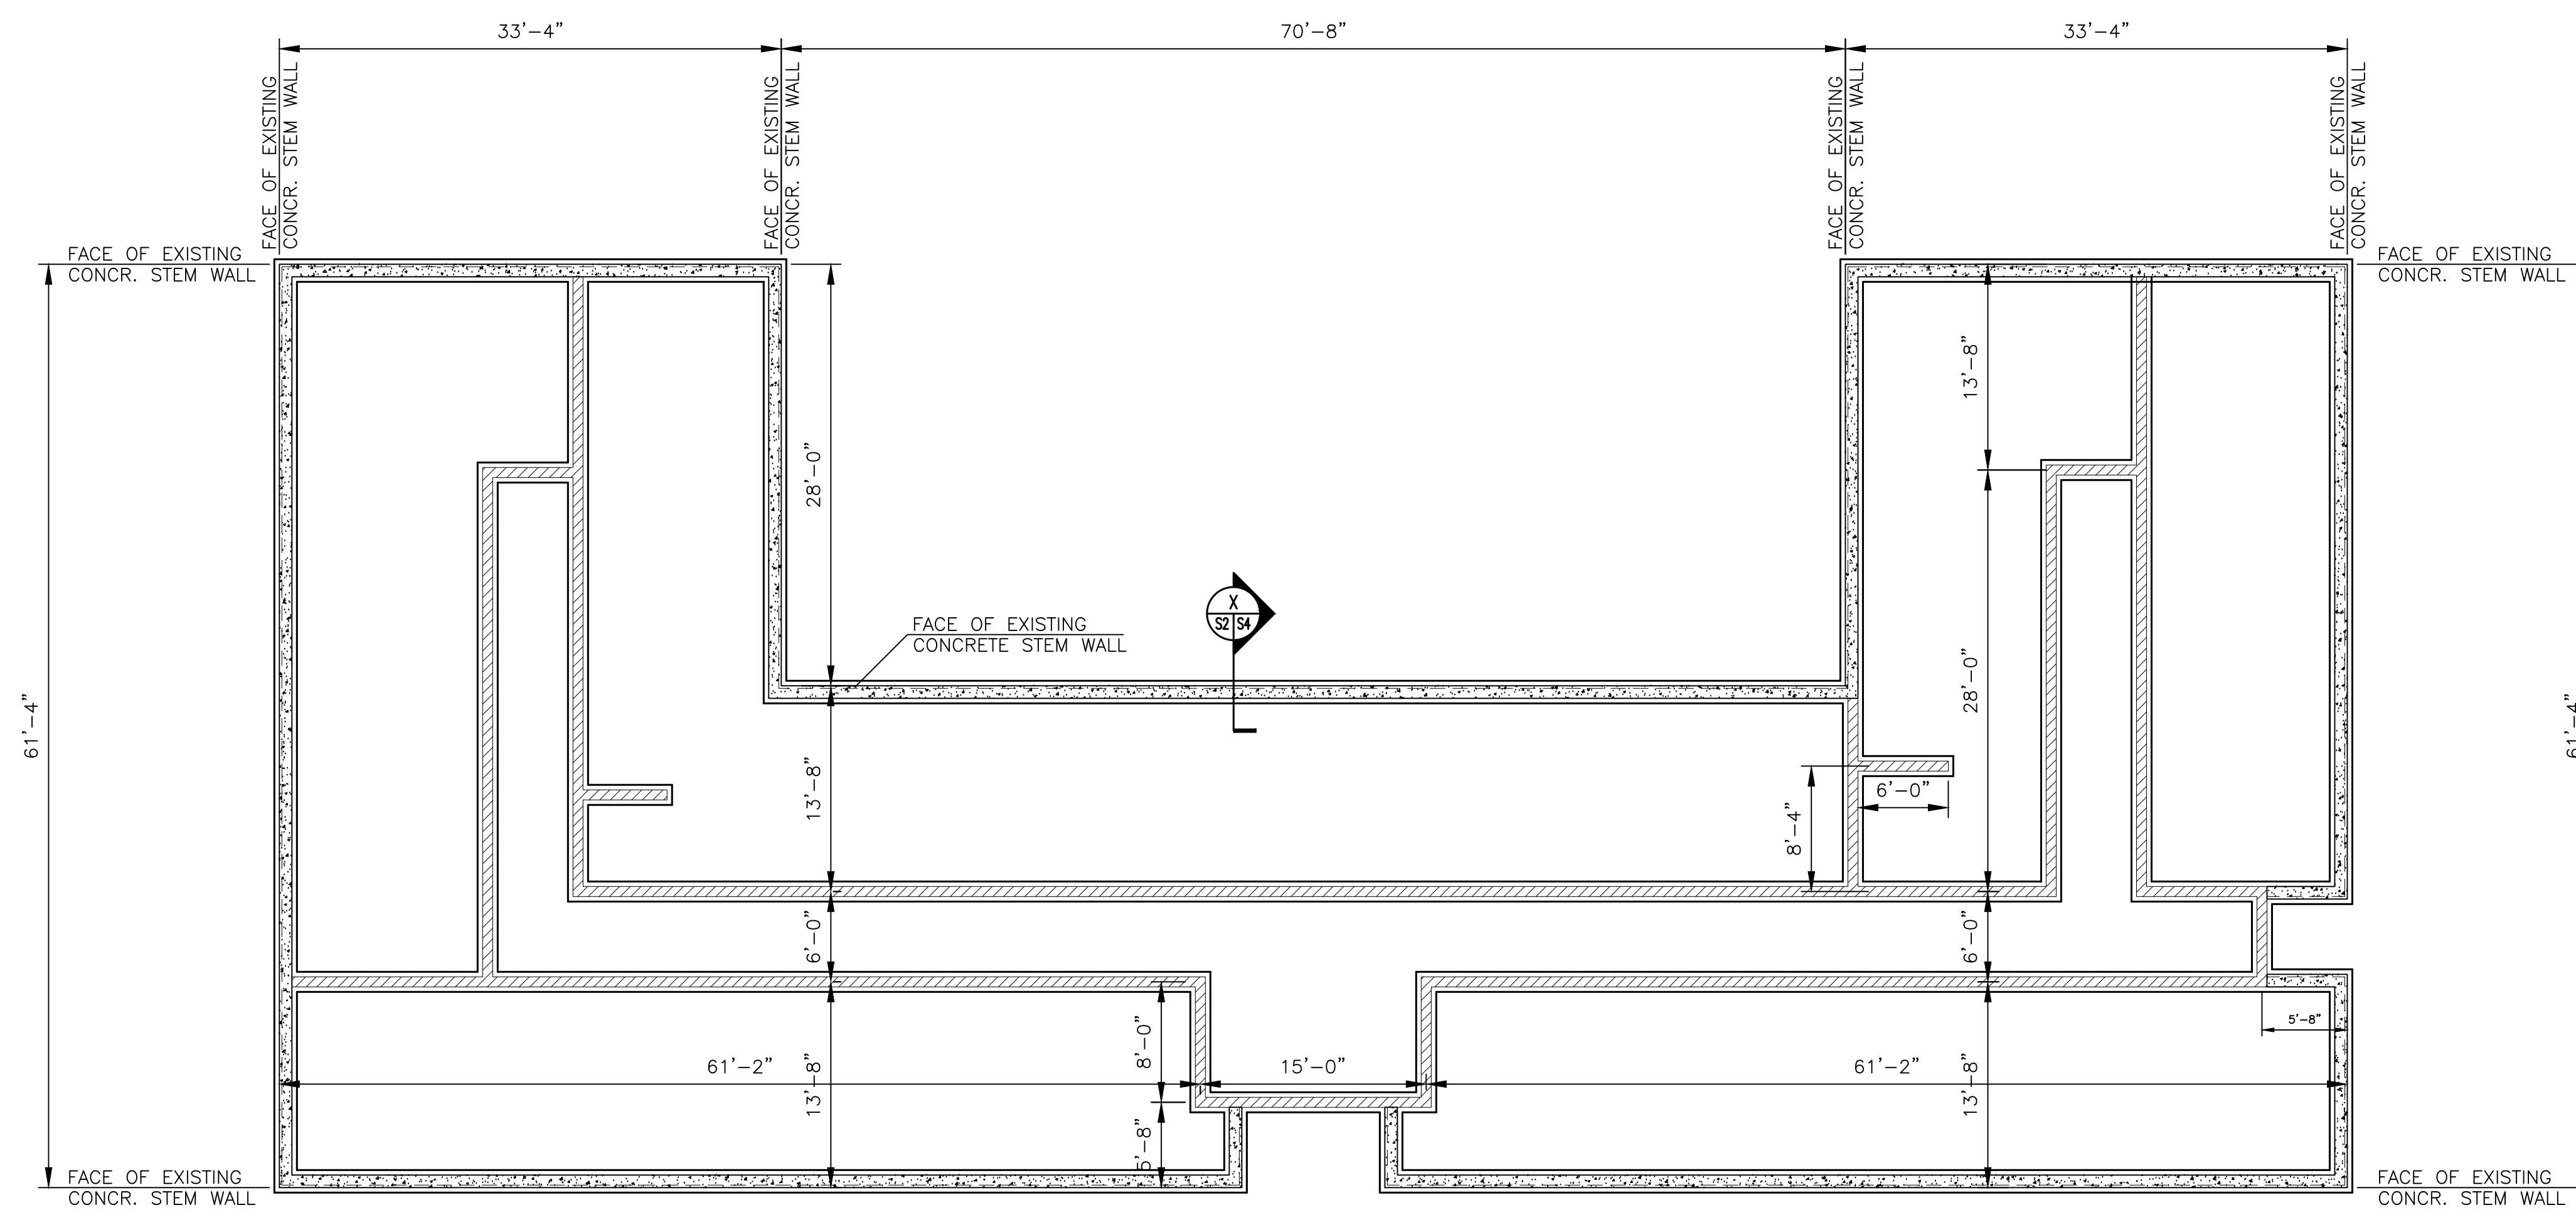 33'-4"
70'-8"
33'-4"
FACE OF EXISTING
CONCR. STEM WALL
FACE OF EXISTING
CONCR. STEM WALL
FACE OF EXISTING
CONCR. STEM WALL
FACE OF EXISTING
CONCR. STEM WALL
FACE OF EXISTING
CONCR. STEM WALL
FACE OF EXISTING
CONCR. STEM WALL
13'-8"
28'-0"
X
S2 S4
FACE OF EXISTING
CONCRETE STEM WALL
28'-0"
61'-4"
61'-4"
13'-8"
6'-0"
8'-4"
6'-0"
6'-0"
8'-0"
5'-8"
61'-2"
13'-8"
15'-0"
61'-2"
13'-8"
5'-8"
FACE OF EXISTING
CONCR. STEM WALL
FACE OF EXISTING
CONCR. STEM WALL